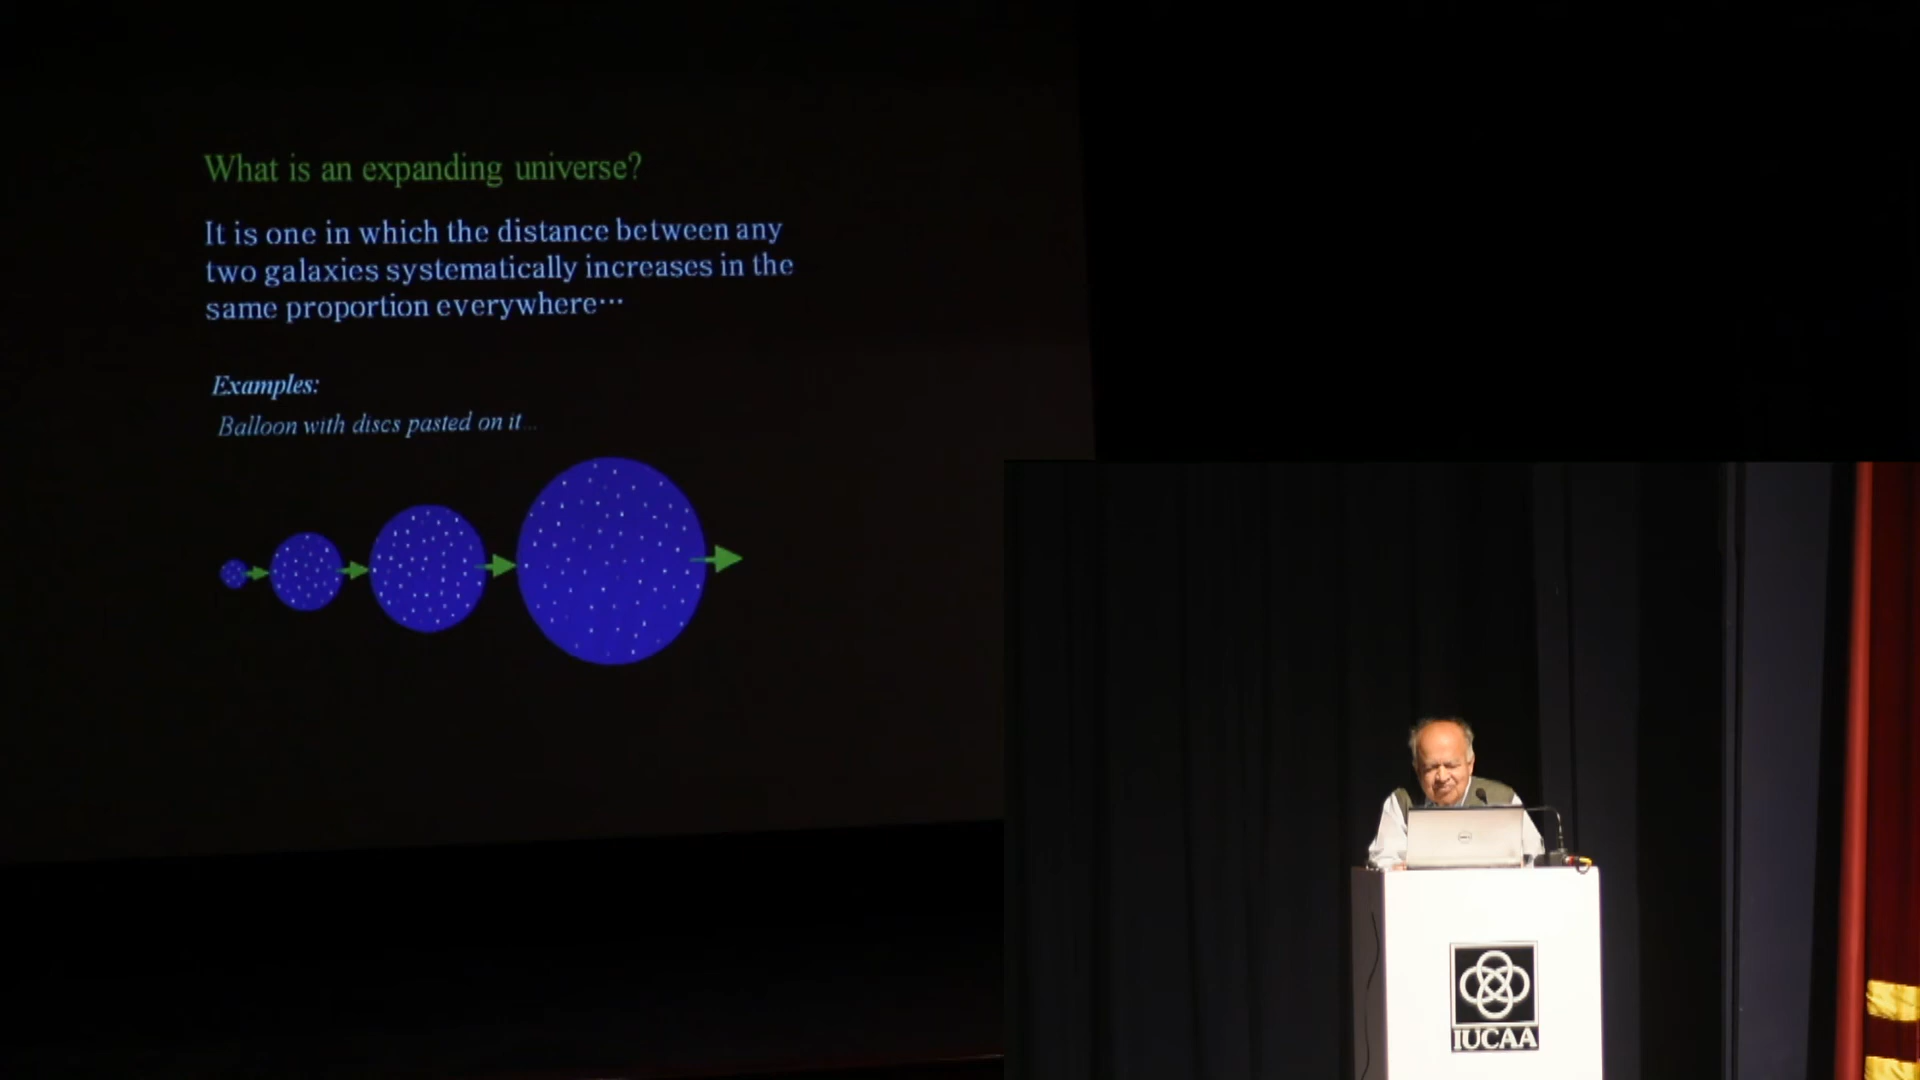 What is an expanding universe?
It is one in which the distance between any
two galaxies systematically increases in the
same proportion everywhere…
Examples:
Balloon with discs pasted on it...
IUCAA